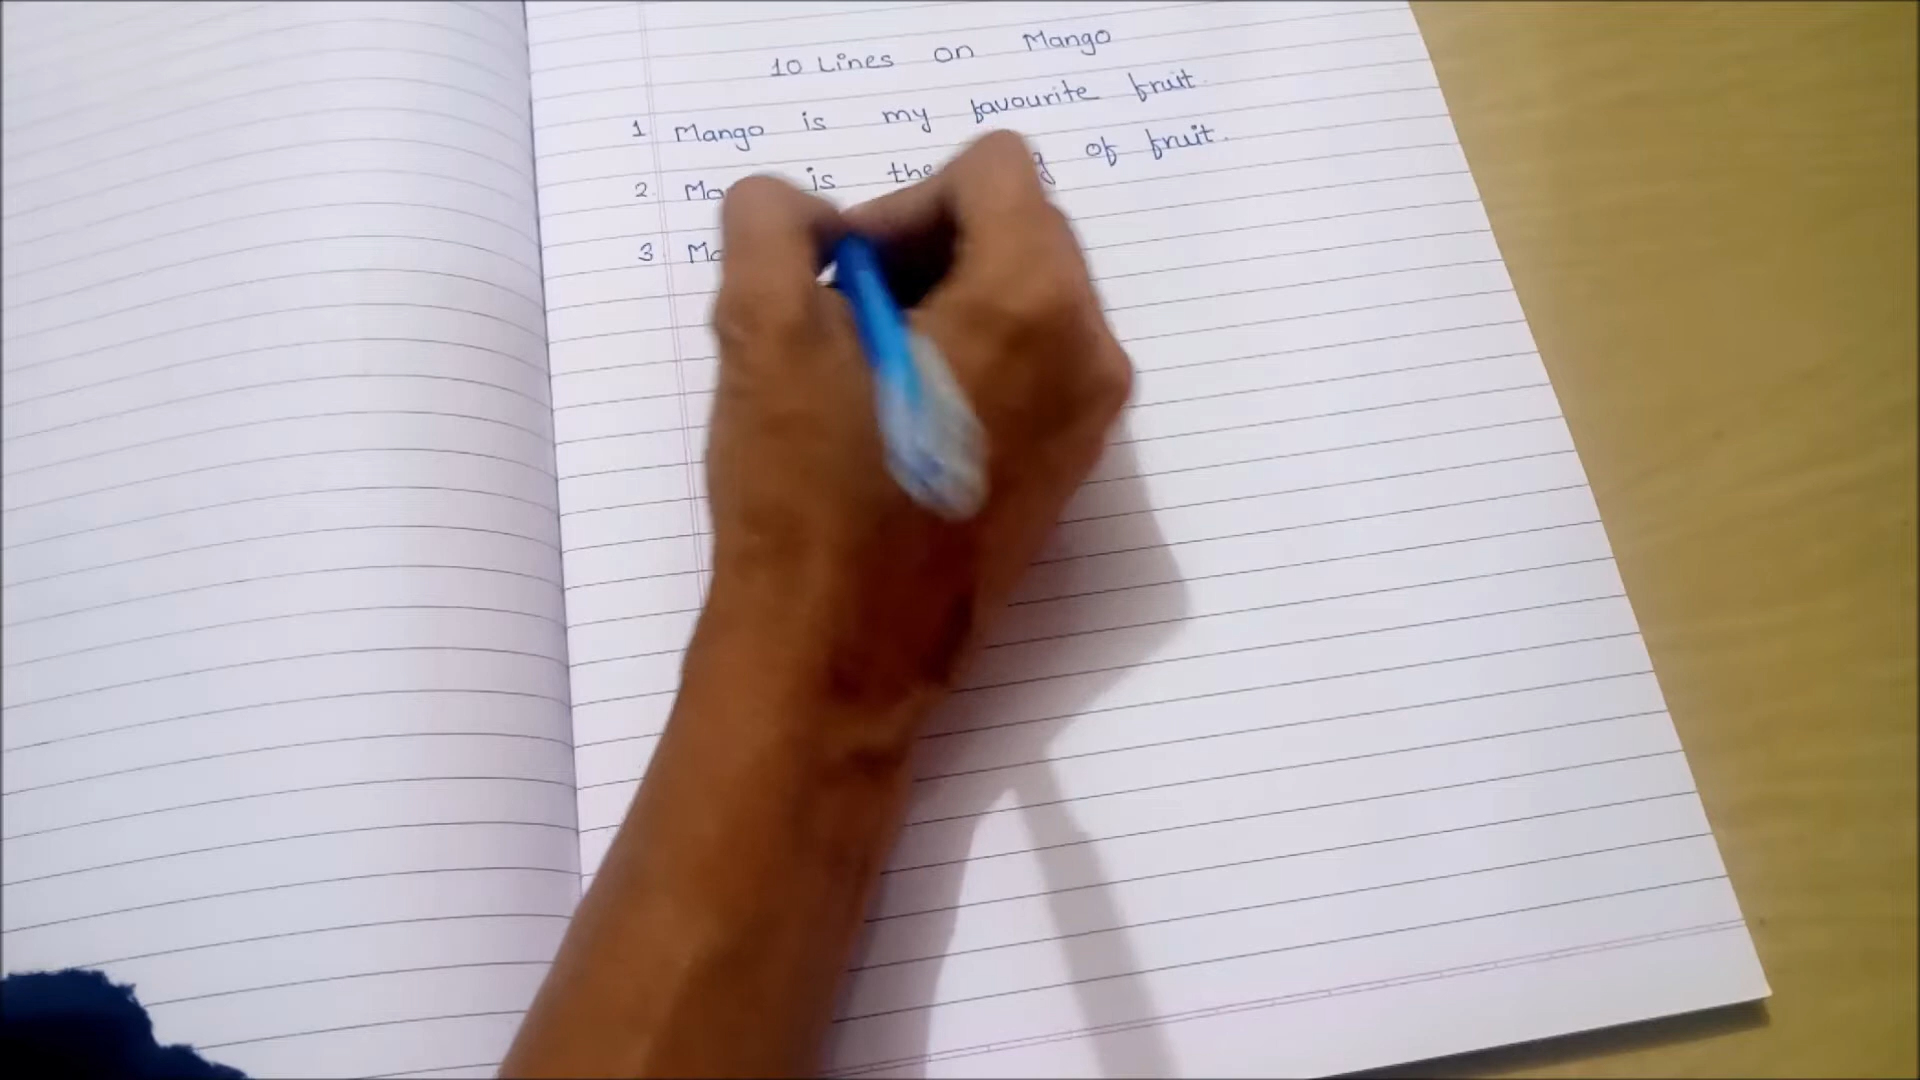 10 Lines on Mango
1 Mango is my favourite fruit.
2. is the of fruit.
3